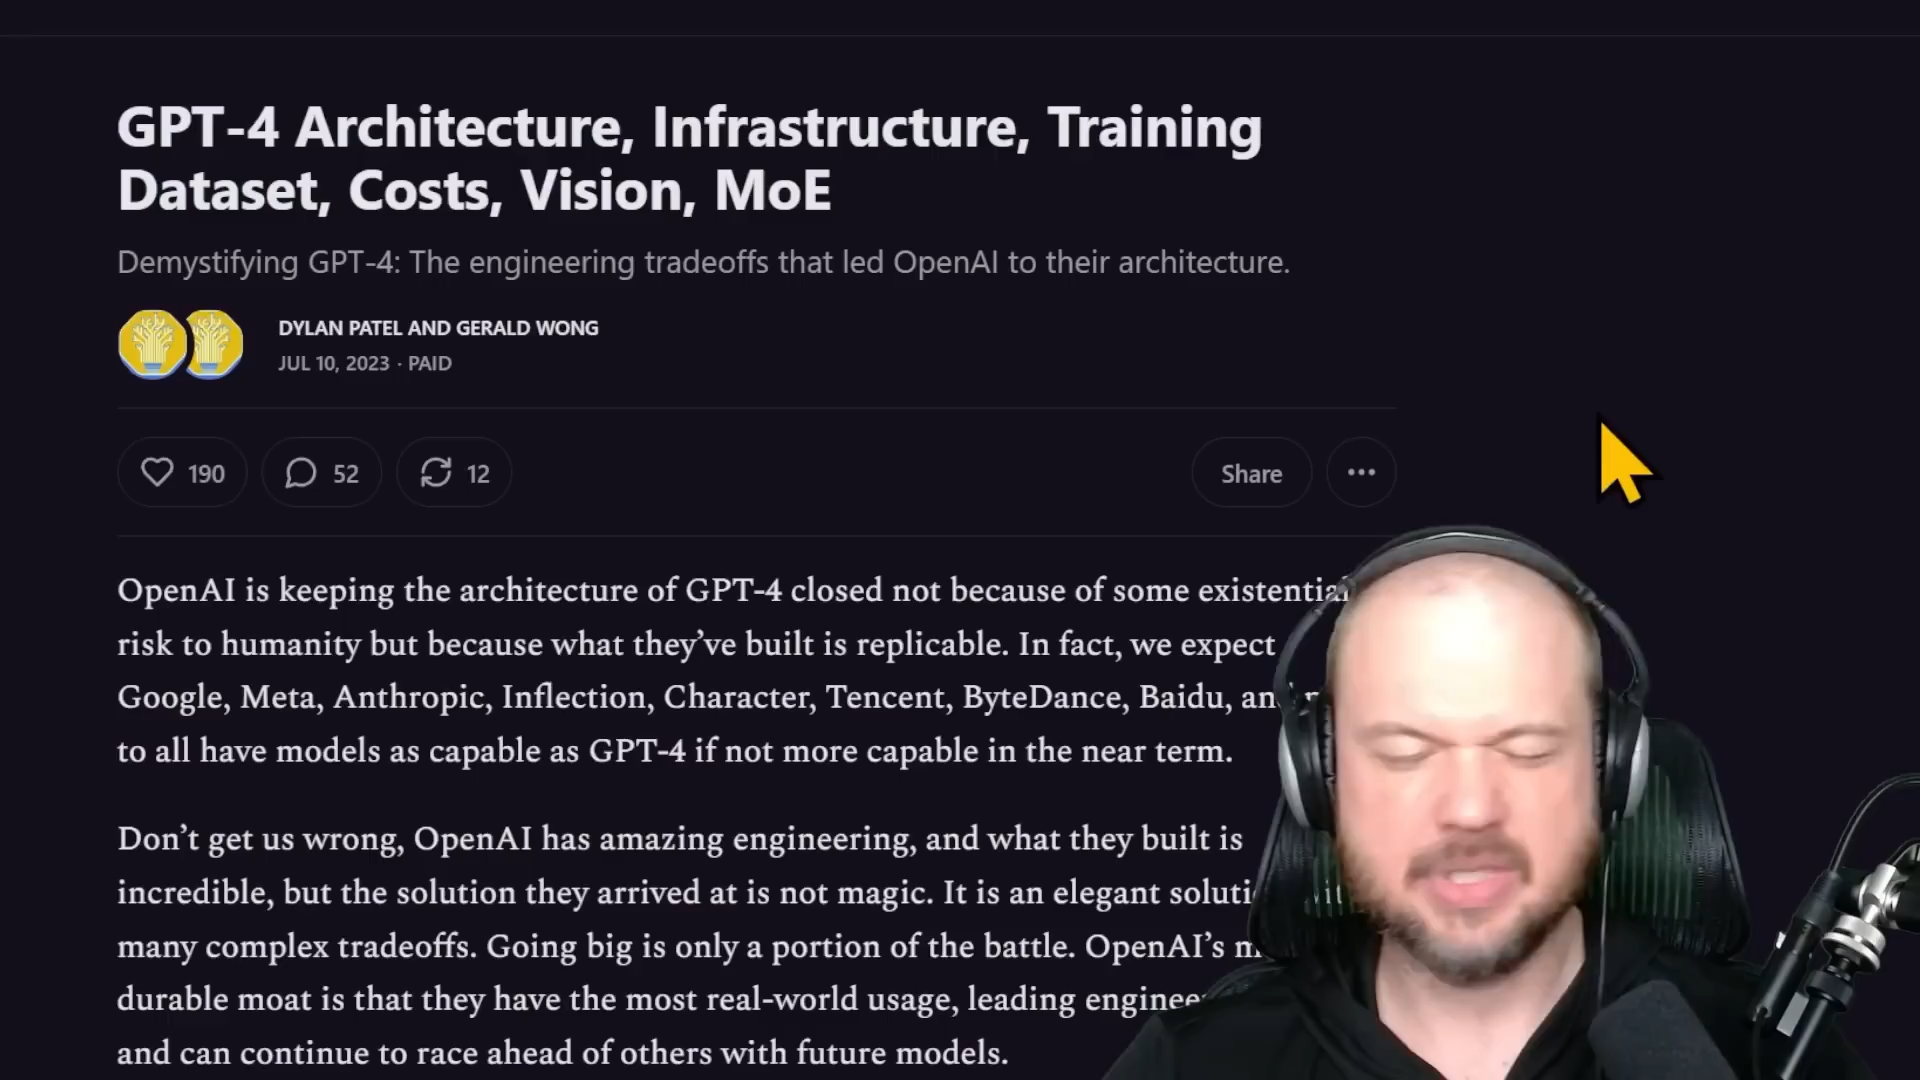 GPT-4 Architecture, Infrastructure, Training
Dataset, Costs, Vision, MoE
Demystifying GPT-4: The engineering tradeoffs that led OpenAI to their architecture.
DYLAN PATEL AND GERALD WONG
JUL 10, 2023 · PAID
190 52 12 Share
OpenAI is keeping the architecture of GPT-4 closed not because of some existential
risk to humanity but because what they’ve built is replicable. In fact, we expect
Google, Meta, Anthropic, Inflection, Character, Tencent, ByteDance, Baidu, and
to all have models as capable as GPT-4 if not more capable in the near term.
Don’t get us wrong, OpenAI has amazing engineering, and what they built is
incredible, but the solution they arrived at is not magic. It is an elegant
many complex tradeoffs. Going big is only a portion of the battle. OpenAI’s
durable moat is that they have the most real-world usage, leading
and can continue to race ahead of others with future models.